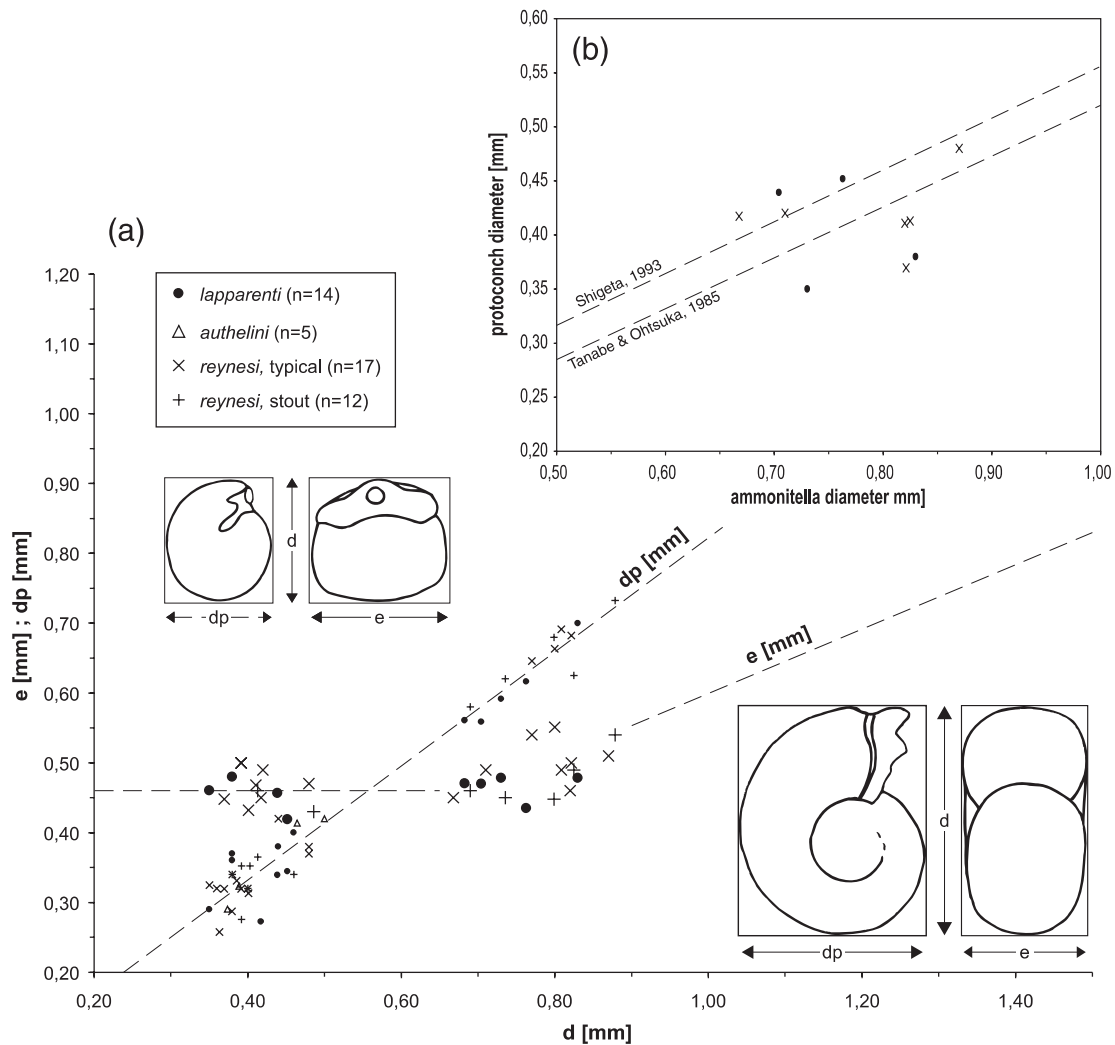 (a)
1,20
1,10
1,00
0,90
0,80
0,70
0,60
0,50
0,40
0,30
0,20
e [mm] ; dp [mm]
lapparenti (n=14)
authelini (n=5)
reynesi, typical (n=17)
reynesi, stout (n=12)
d
dp
e
dp [mm]
e [mm]
d
dp
e
0,20
0,40
0,60
0,80
1,00
1,20
1,40
d [mm]
(b)
0,60
0,55
0,50
0,45
0,40
0,35
0,30
0,25
0,20
protoconch diameter [mm]
Shigeta, 1993
Tanabe & Ohtsuka, 1985
0,50
0,60
0,70
0,80
0,90
1,00
ammonitella diameter mm]